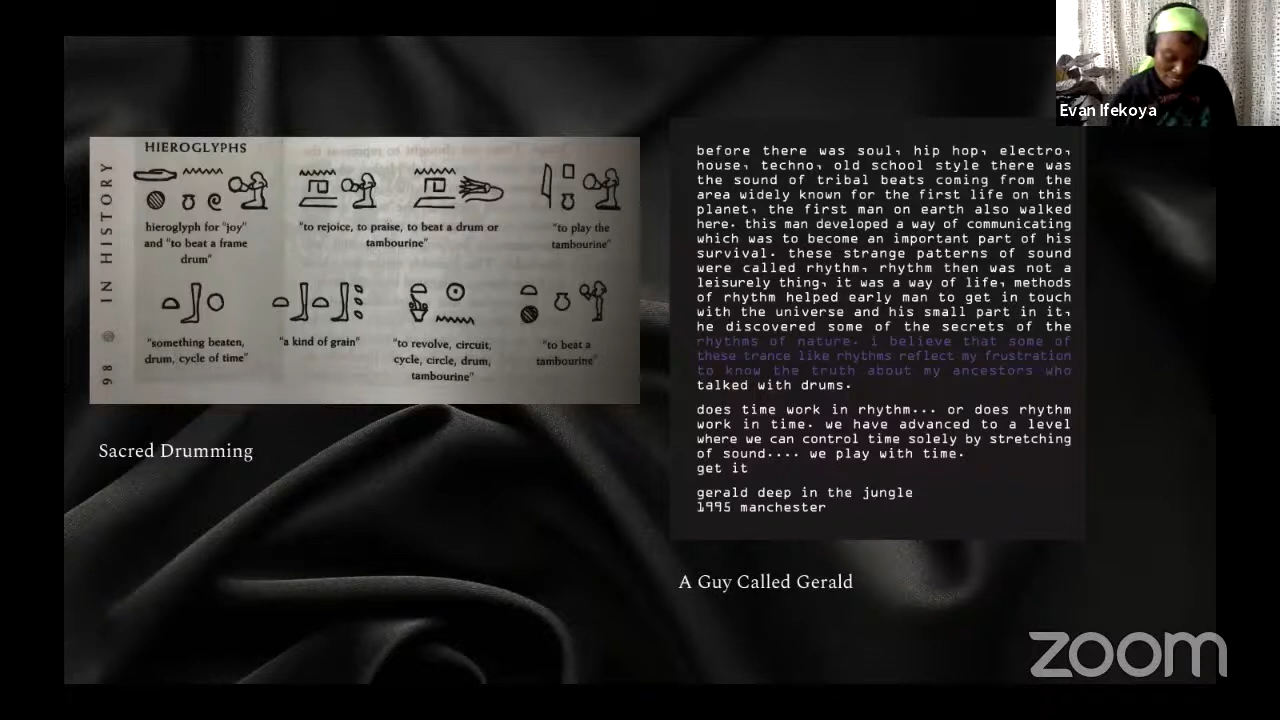 Evan Ifekoya
HIEROGLYPHS
hieroglyph for "joy"
and "to beat a frame
drum"
"to rejoice, to praise, to beat a drum or
tambourine"
"to play the
tambourine"
"something beaten,
drum, cycle of time"
"a kind of grain"
"to revolve, circuit,
cycle, circle, drum,
tambourine"
"to beat a
tambourine"
98 IN HISTORY
Sacred Drumming
before there was soul, hip hop, electro,
house, techno, old school style there was
the sound of tribal beats coming from the
area widely known for the first life on this
planet, the first man on earth also walked
here. this man developed a way of communicating
which was to become an important part of his
survival. these strange patterns of sound
were called rhythm, rhythm then was not a
leisurely thing, it was a way of life, methods
of rhythm helped early man to get in touch
with the universe and his small part in it,
he discovered some of the secrets of the
rhythms of nature. i believe that some of
these trance like rhythms reflect my frustration
to know the truth about my ancestors who
talked with drums.
does time work in rhythm... or does rhythm
work in time. we have advanced to a level
where we can control time solely by stretching
of sound.... we play with time.
get it
gerald deep in the jungle
1995 manchester
A Guy Called Gerald
zoom